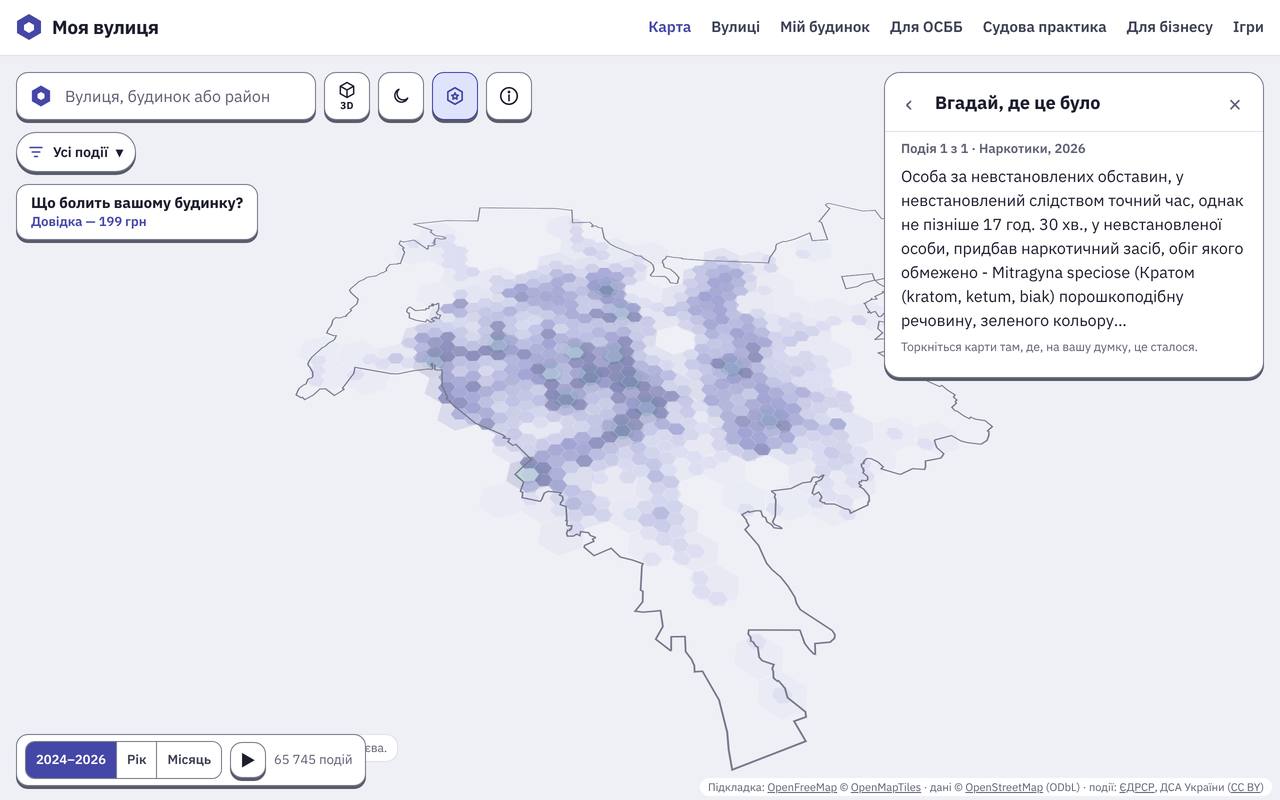 Моя вулиця
Карта Вулиці Мій будинок Для ОСББ Судова практика Для бізнесу Ігри
Вулиця, будинок або район
3D
Усі події ▼
Що болить вашому будинку?
Довідка — 199 грн
Вгадай, де це було
Подія 1 з 1 · Наркотики, 2026
Особа за невстановлених обставин, у
невстановлений слідством точний час, однак
не пізніше 17 год. 30 хв., у невстановленої
особи, придбав наркотичний засіб, обіг якого
обмежено - Mitragyna speciose (Кратом
(kratom, ketum, biak) порошкоподібну
речовину, зеленого кольору...
Торкніться карти там, де, на вашу думку, це сталося.
2024–2026 Рік Місяць 65 745 подій
єва.
Підкладка: OpenFreeMap © OpenMapTiles · дані © OpenStreetMap (ODbL) · події: ЄДРСР, ДСА України (CC BY)